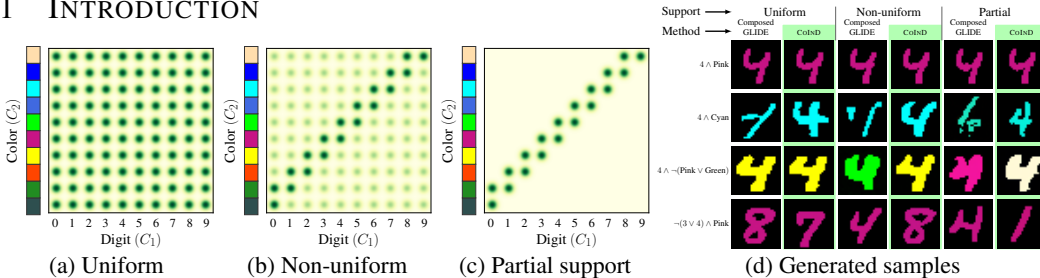 1 INTRODUCTION
Color (C₂)
0 1 2 3 4 5 6 7 8 9
Digit (C₁)
(a) Uniform
Color (C₂)
0 1 2 3 4 5 6 7 8 9
Digit (C₁)
(b) Non-uniform
Color (C₂)
0 1 2 3 4 5 6 7 8 9
Digit (C₁)
(c) Partial support
Support Uniform Non-uniform Partial
Method Composed GLIDE COIND Composed GLIDE COIND Composed GLIDE COIND
4 ∧ Pink
4 ∧ Cyan
4 ∧ ¬(Pink ∨ Green)
¬(3 ∨ 4) ∧ Pink
(d) Generated samples